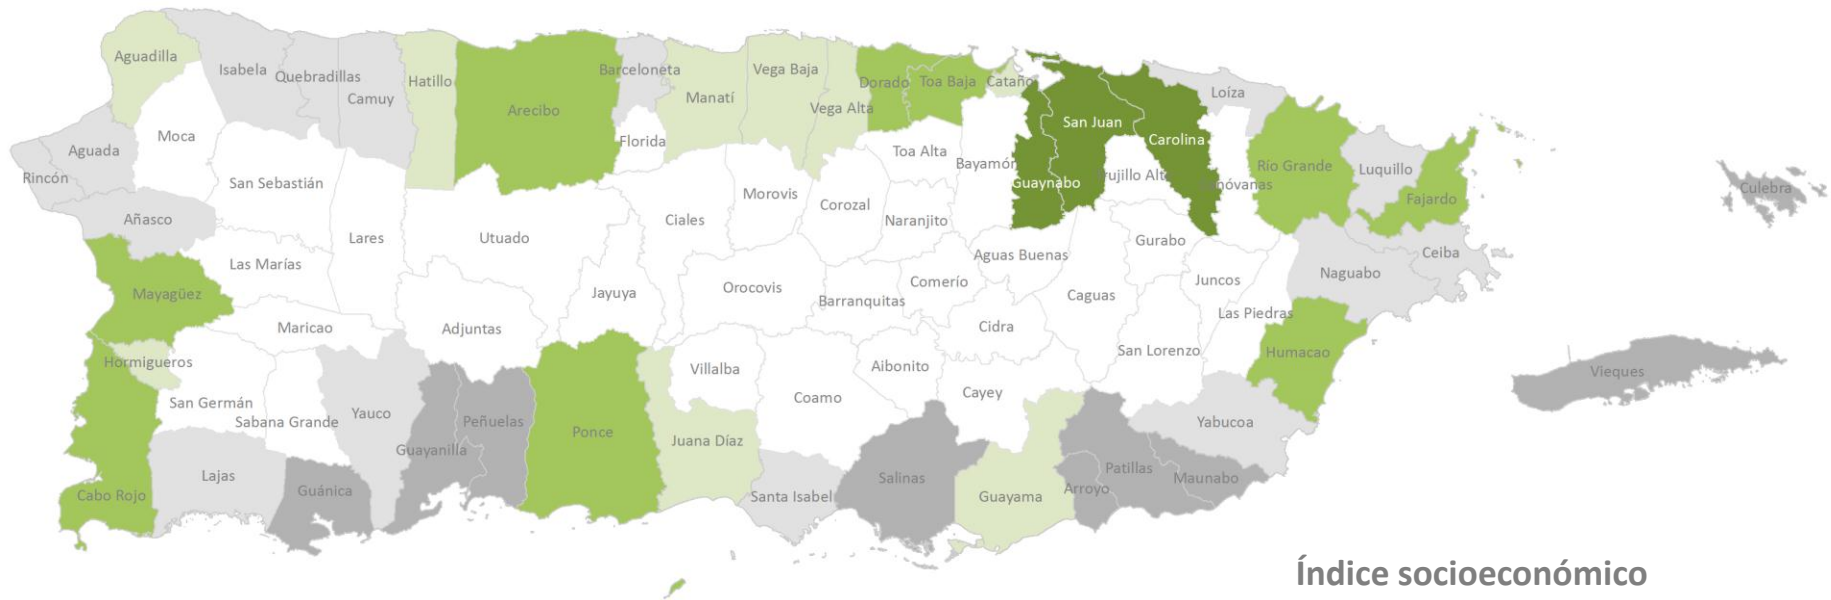 Aguadilla
Isabela
Quebradillas
Camuy
Hatillo
Arecibo
Barceloneta
Manatí
Vega Baja
Vega Alta
Dorado
Toa Baja
Cataño
San Juan
Carolina
Loíza
Moca
Aguada
Rincón
Florida
Toa Alta
Bayamón
Guaynabo
Río Grande
Luquillo
Fajardo
Culebra
San Sebastián
Añasco
Lares
Utuado
Ciales
Morovis
Corozal
Naranjito
Aguas Buenas
Gurabo
Ceiba
Naguabo
Las Marías
Mayagüez
Jayuya
Orocovis
Barranquitas
Comerío
Caguas
Juncos
Las Piedras
Maricao
Adjuntas
Cidra
San Lorenzo
Humacao
Hormigueros
Villalba
Aibonito
Cayey
Vieques
San Germán
Sabana Grande
Yauco
Peñuelas
Coamo
Yabucoa
Guayanilla
Ponce
Juana Díaz
Lajas
Guánica
Cabo Rojo
Santa Isabel
Salinas
Guayama
Arroyo
Patillas
Maunabo
Índice socioeconómico